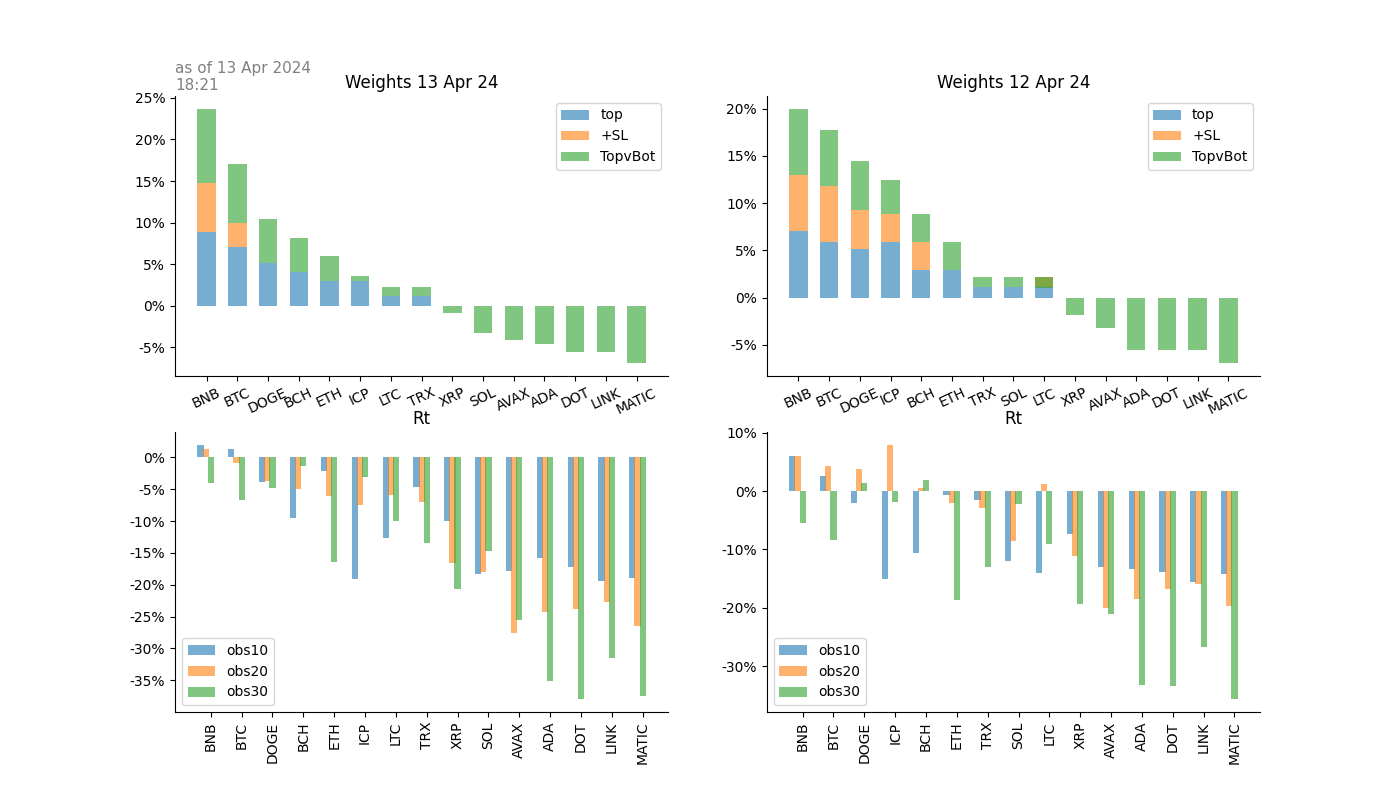 as of 13 Apr 2024
18:21
Weights 13 Apr 24
25%
20%
15%
10%
5%
0%
-5%
top
+SL
TopvBot
BNB BTC DOGE BCH ETH ICP LTC TRX XRP SOL AVAX ADA DOT LINK MATIC
Weights 12 Apr 24
20%
15%
10%
5%
0%
-5%
top
+SL
TopvBot
BNB BTC DOGE ICP BCH ETH TRX SOL LTC XRP AVAX ADA DOT LINK MATIC
Rt
0%
-5%
-10%
-15%
-20%
-25%
-30%
-35%
obs10
obs20
obs30
BNB BTC DOGE BCH ETH ICP LTC TRX XRP SOL AVAX ADA DOT LINK MATIC
Rt
10%
0%
-10%
-20%
-30%
obs10
obs20
obs30
BNB BTC DOGE ICP BCH ETH TRX SOL LTC XRP AVAX ADA DOT LINK MATIC